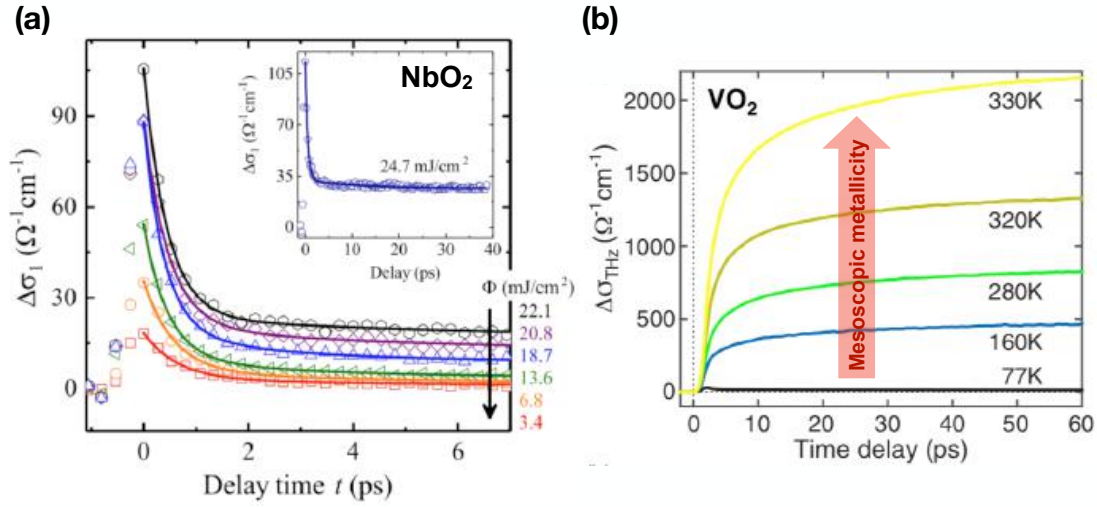 (a)
NbO₂
24.7 mJ/cm²
Δσ₁ (Ω⁻¹cm⁻¹)
105
70
35
0
0 10 20 30 40
Delay (ps)
Δσ₁ (Ω⁻¹cm⁻¹)
90
60
30
0
Φ (mJ/cm²)
22.1
20.8
18.7
13.6
6.8
3.4
0 2 4 6
Delay time t (ps)
(b)
VO₂
Δσ_THz (Ω⁻¹cm⁻¹)
2000
1500
1000
500
0
330K
320K
280K
160K
77K
Mesoscopic metallicity
0 10 20 30 40 50 60
Time delay (ps)